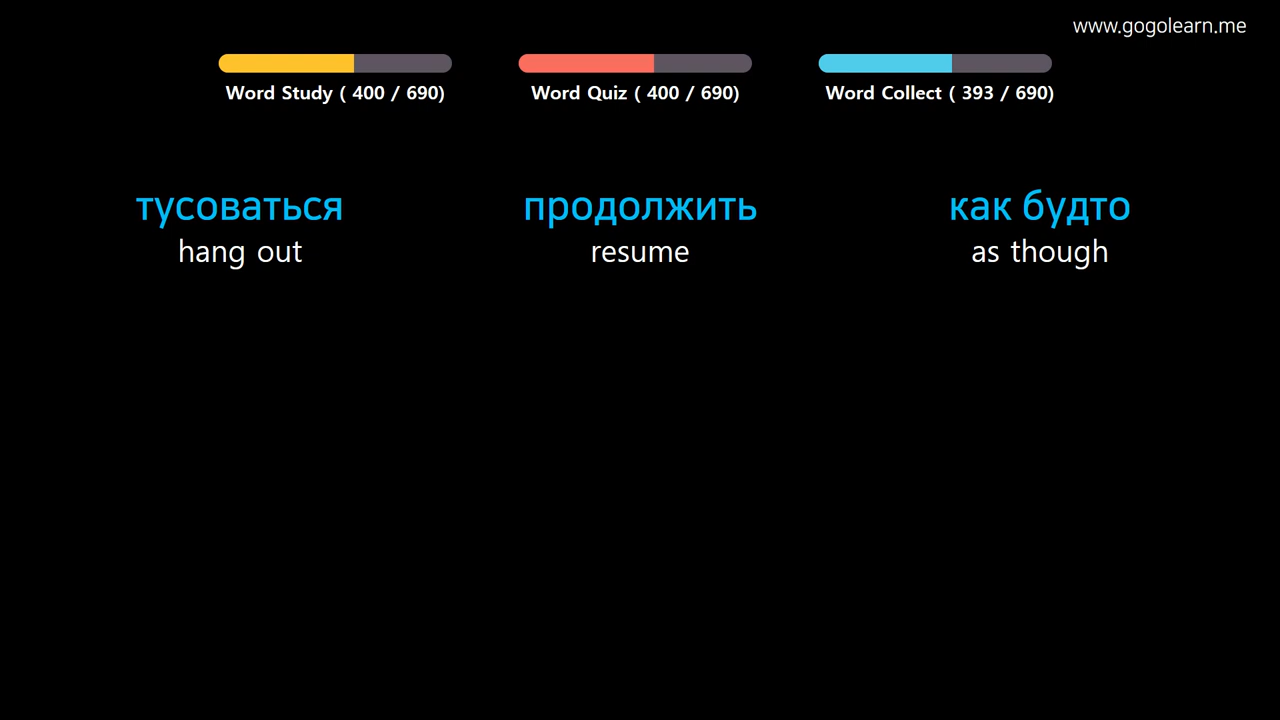 www.gogolearn.me
Word Study ( 400 / 690)
Word Quiz ( 400 / 690)
Word Collect ( 393 / 690)
тусоваться
hang out
продолжить
resume
как будто
as though